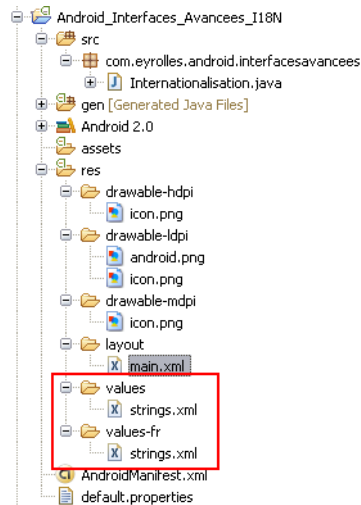 Android_Interfaces_Avancees_I18N
src
com.eyrolles.android.interfacesavancees
Internationalisation.java
gen [Generated Java Files]
Android 2.0
assets
res
drawable-hdpi
icon.png
drawable-ldpi
android.png
icon.png
drawable-mdpi
icon.png
layout
main.xml
values
strings.xml
values-fr
strings.xml
AndroidManifest.xml
default.properties